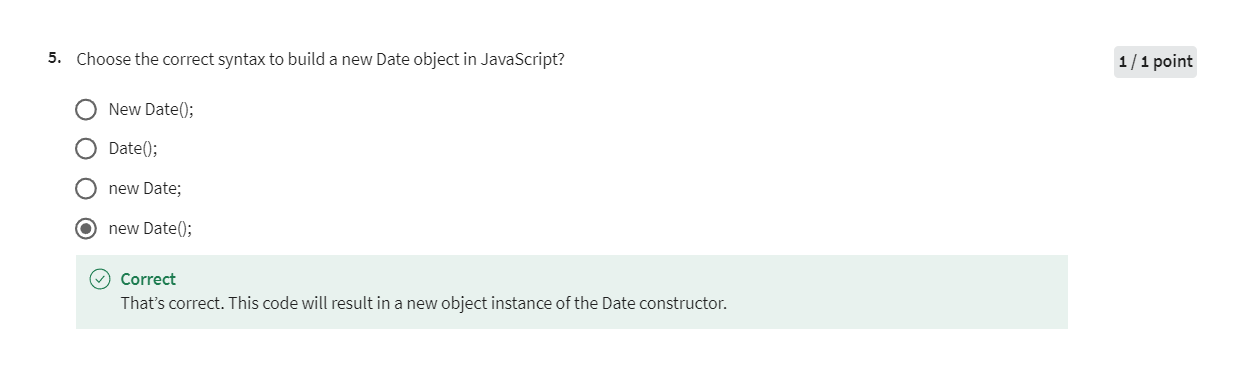 5. Choose the correct syntax to build a new Date object in JavaScript?
1 / 1 point
New Date();
Date();
new Date;
new Date();
Correct
That’s correct. This code will result in a new object instance of the Date constructor.